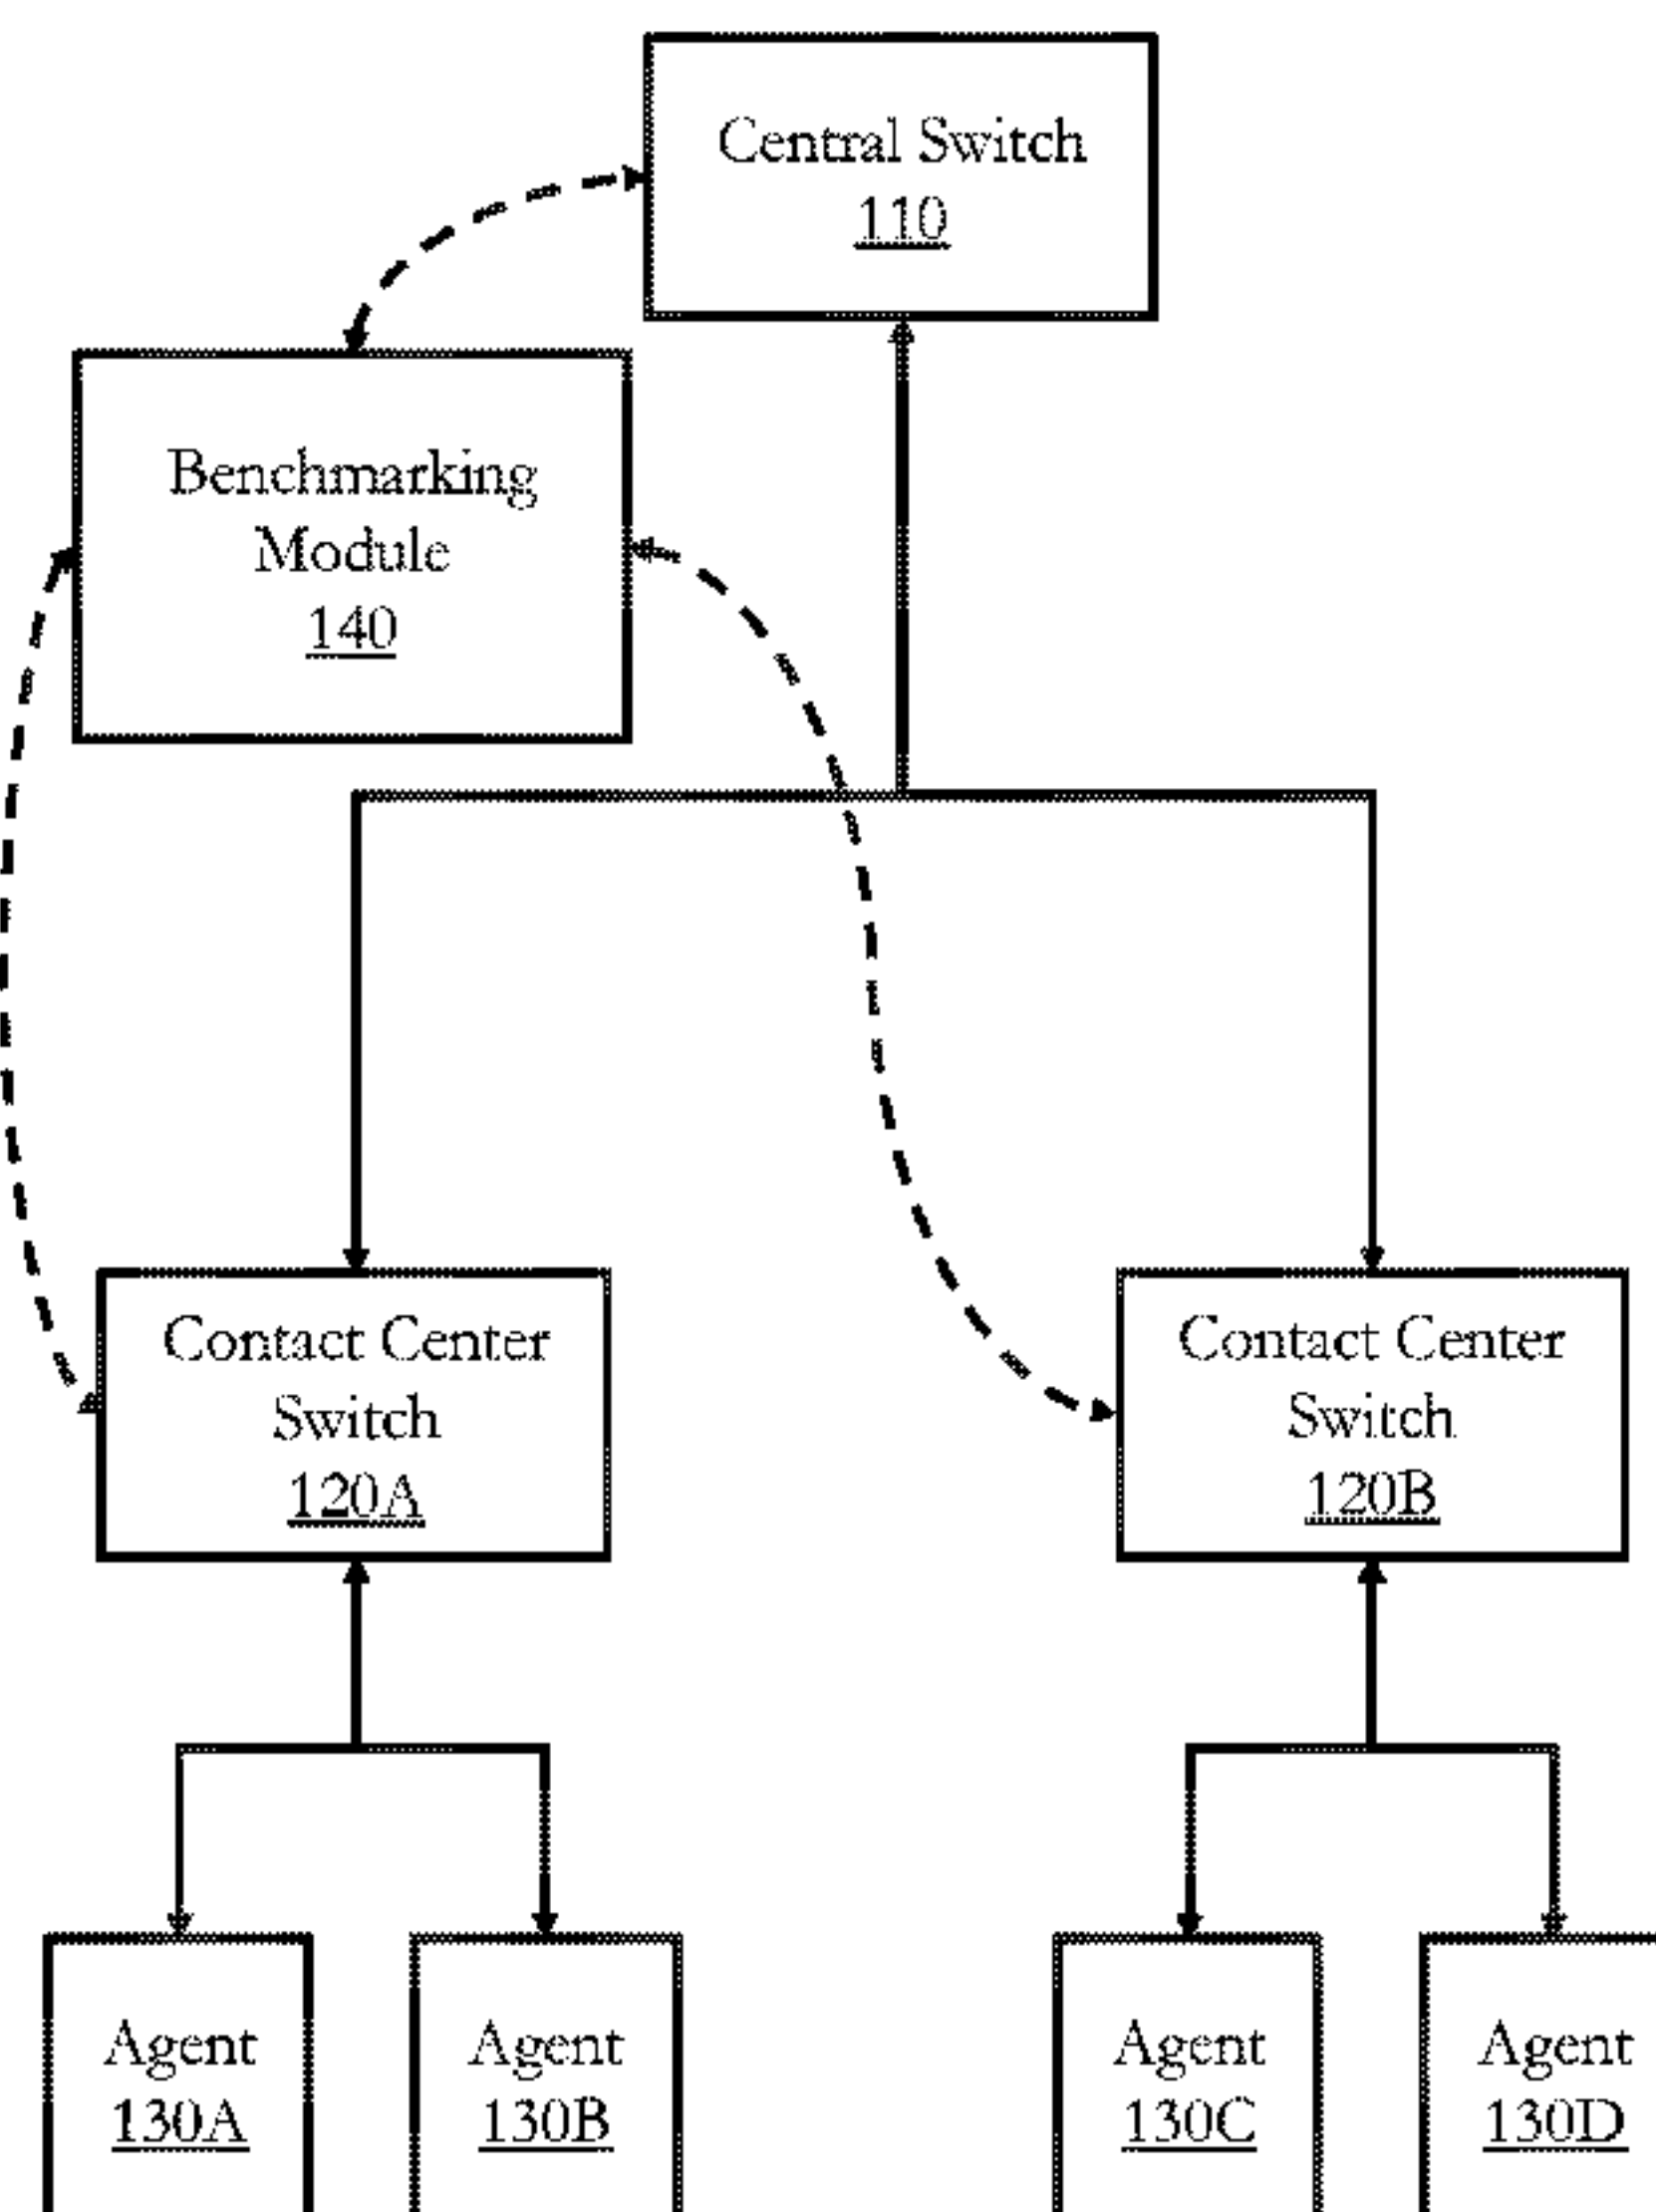 Central Switch
110
Benchmarking
Module
140
Contact Center
Switch
120A
Contact Center
Switch
120B
Agent
130A
Agent
130B
Agent
130C
Agent
130D